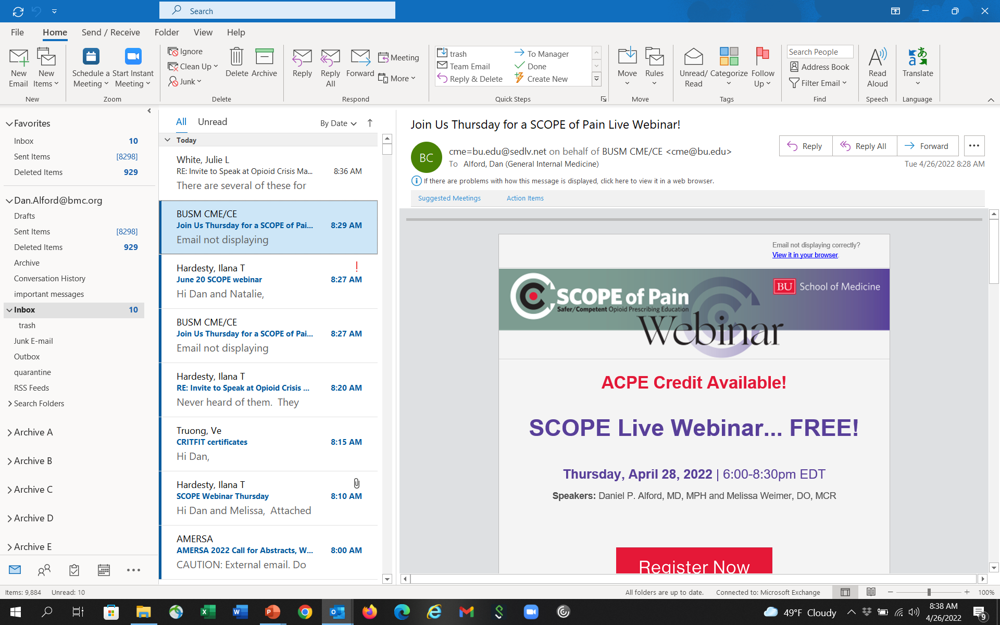 Search
File Home Send / Receive Folder View Help
New Email
New Items
New
Schedule a Meeting
Start Instant Meeting
Zoom
Ignore
Clean Up
Junk
Delete
Archive
Delete
Reply
Reply All
Forward
Meeting
More
Respond
trash
Team Email
Reply & Delete
To Manager
Done
Create New
Quick Steps
Move
Rules
Move
Unread/ Read
Categorize
Follow Up
Tags
Search People
Address Book
Filter Email
Find
Read Aloud
Speech
Translate
Language
Favorites
Inbox 10
Sent Items [8298]
Deleted Items 929
Dan.Alford@bmc.org
Drafts
Sent Items [8298]
Deleted Items 929
Archive
Conversation History
important messages
Inbox 10
trash
Junk E-mail
Outbox
quarantine
RSS Feeds
Search Folders
Archive A
Archive B
Archive C
Archive D
Archive E
All Unread By Date
Today
White, Julie L
RE: Invite to Speak at Opioid Crisis Ma... 8:36 AM
There are several of these for
BUSM CME/CE
Join Us Thursday for a SCOPE of Pai... 8:29 AM
Email not displaying
Hardesty, Ilana T
June 20 SCOPE webinar 8:27 AM
Hi Dan and Natalie,
BUSM CME/CE
Join Us Thursday for a SCOPE of Pai... 8:27 AM
Email not displaying
Hardesty, Ilana T
RE: Invite to Speak at Opioid Crisis ... 8:20 AM
Never heard of them. They
Truong, Ve
CRITFIT certificates 8:15 AM
Hi Dan,
Hardesty, Ilana T
SCOPE Webinar Thursday 8:10 AM
Hi Dan and Melissa, Attached
AMERSA
AMERSA 2022 Call for Abstracts, W... 8:00 AM
CAUTION: External email. Do
Join Us Thursday for a SCOPE of Pain Live Webinar!
BC
cme=bu.edu@sedlv.net on behalf of BUSM CME/CE <cme@bu.edu>
To Alford, Dan (General Internal Medicine)
Reply Reply All Forward
Tue 4/26/2022 8:28 AM
If there are problems with how this message is displayed, click here to view it in a web browser.
Suggested Meetings Action Items
Email not displaying correctly?
View it in your browser.
SCOPE of Pain
Safer/Competent Opioid Prescribing Education
BU School of Medicine
Webinar
ACPE Credit Available!
SCOPE Live Webinar... FREE!
Thursday, April 28, 2022 | 6:00-8:30pm EDT
Speakers: Daniel P. Alford, MD, MPH and Melissa Weimer, DO, MCR
Register Now
Items: 9,884 Unread: 10
All folders are up to date. Connected to: Microsoft Exchange 100%
49°F Cloudy
8:38 AM
4/26/2022
9